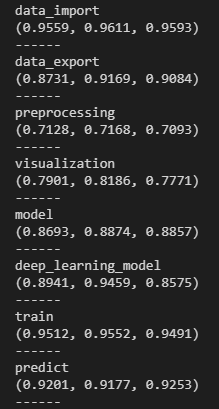 data_import
(0.9559, 0.9611, 0.9593)
------
data_export
(0.8731, 0.9169, 0.9084)
------
preprocessing
(0.7128, 0.7168, 0.7093)
------
visualization
(0.7901, 0.8186, 0.7771)
------
model
(0.8693, 0.8874, 0.8857)
------
deep_learning_model
(0.8941, 0.9459, 0.8575)
------
train
(0.9512, 0.9552, 0.9491)
------
predict
(0.9201, 0.9177, 0.9253)
------